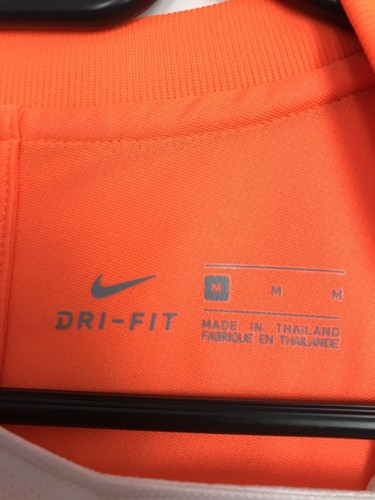 DRI-FIT
M M M
MADE IN THAILAND
FABRIQUE EN THAILANDE